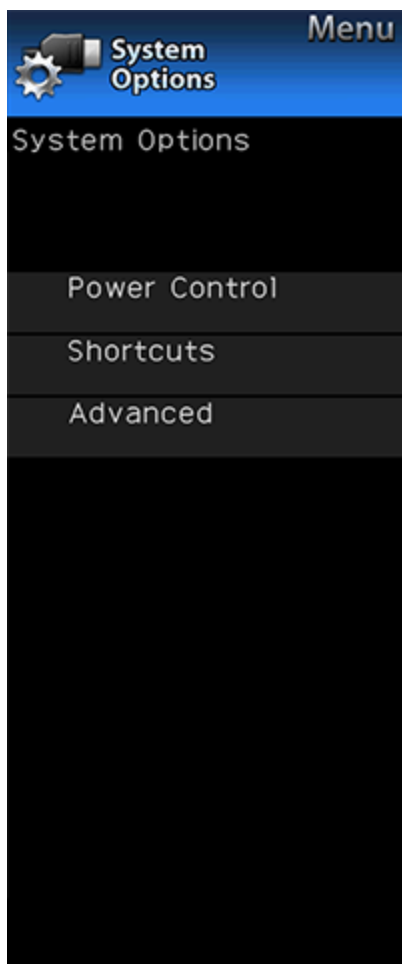 Menu
System
Options
System Options
Power Control
Shortcuts
Advanced